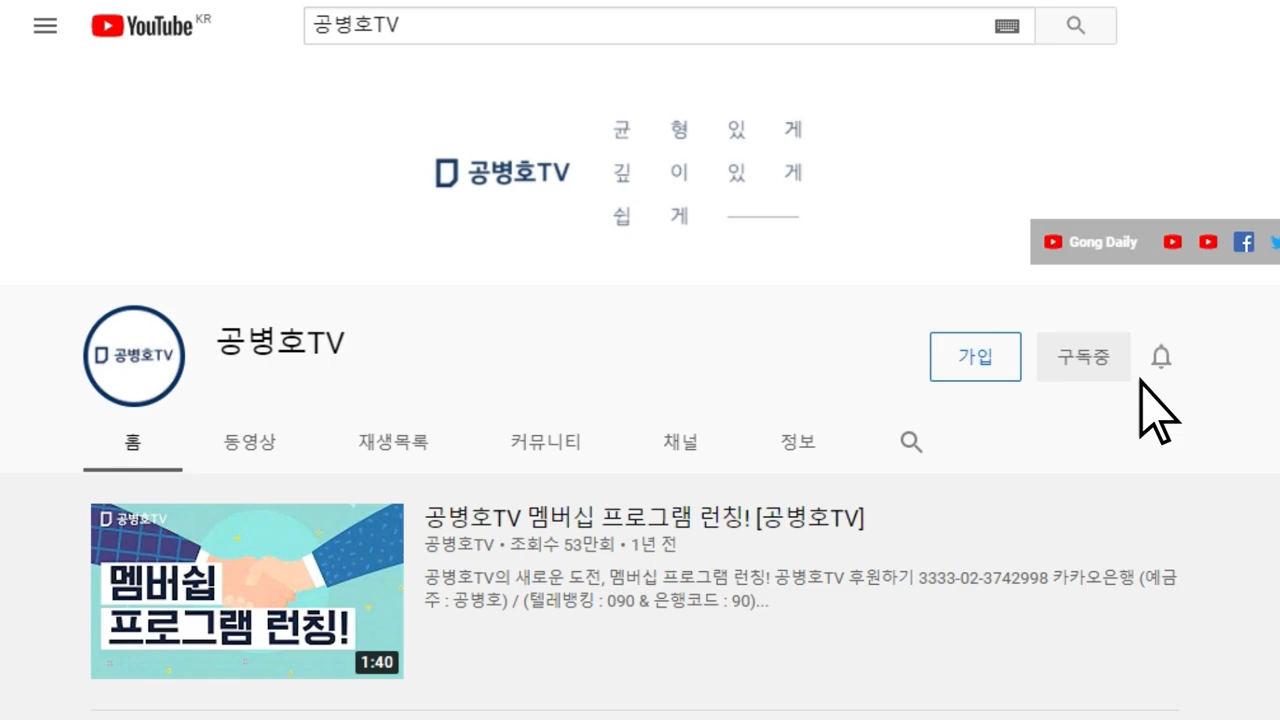 YouTube KR
공병호TV
균 형 있 게
공병호TV
깊 이 있 게
쉽 게
Gong Daily
공병호TV
공병호TV
가입
구독중
홈
동영상
재생목록
커뮤니티
채널
정보
공병호TV
멤버쉽
프로그램 런칭!
1:40
공병호TV 멤버십 프로그램 런칭! [공병호TV]
공병호TV • 조회수 53만회 • 1년 전
공병호TV의 새로운 도전, 멤버십 프로그램 런칭! 공병호TV 후원하기 3333-02-3742998 카카오은행 (예금
주 : 공병호) / (텔레뱅킹 : 090 & 은행코드 : 90)...